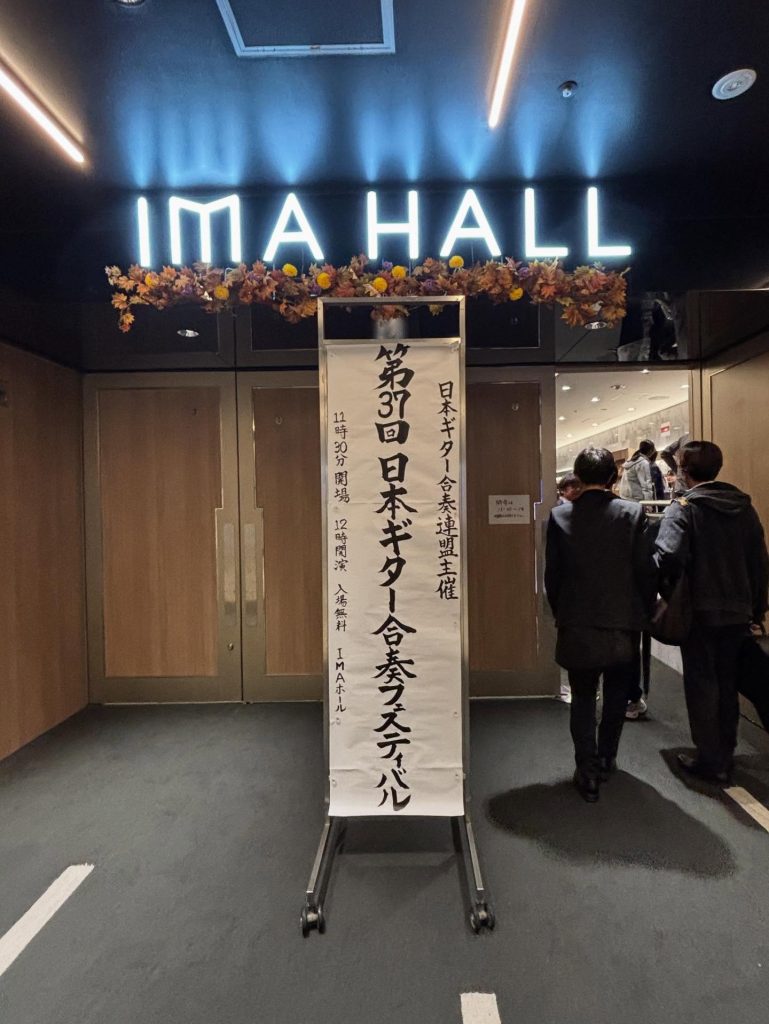 IMA HALL
日本ギター合奏連盟主催
第37回 日本ギター合奏フェスティバル
11時30分開場 12時開演 入場無料 IMAホール